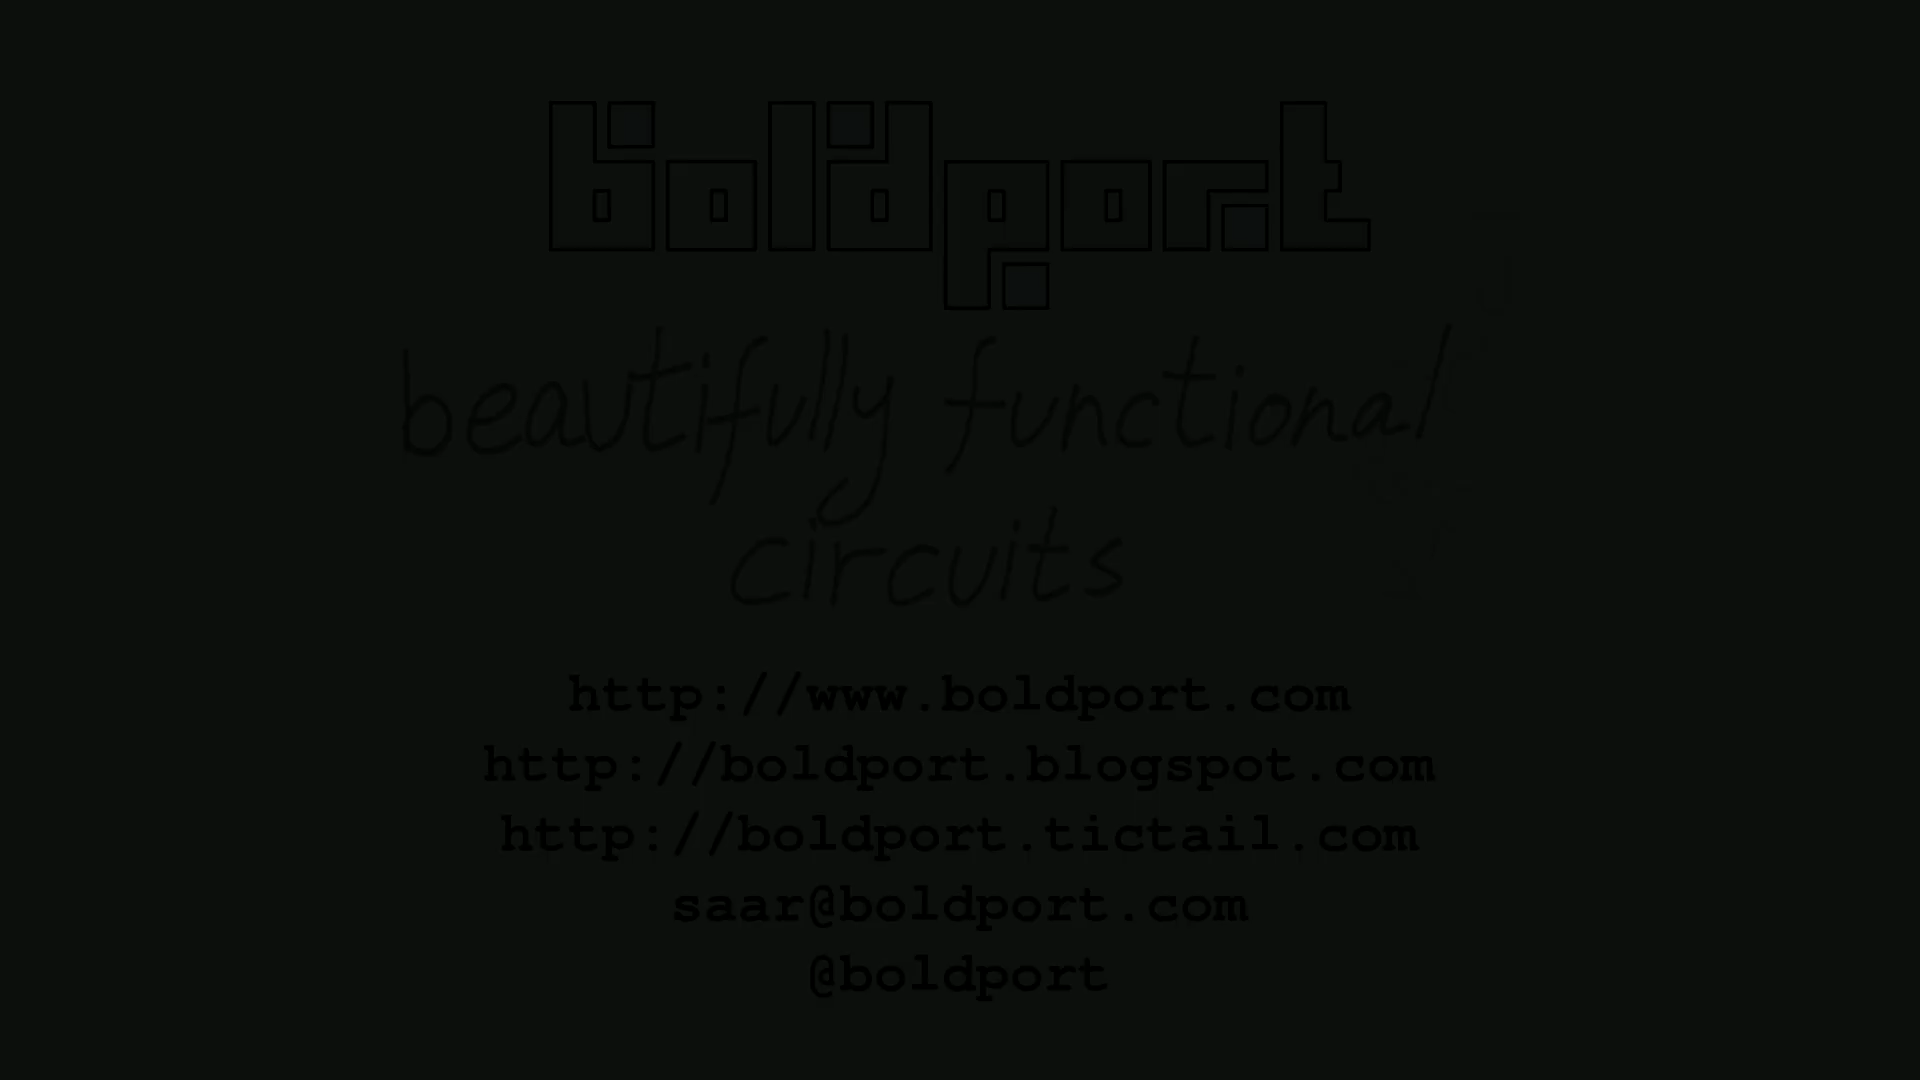 boldport
beautifully functional
circuits
http://www.boldport.com
http://boldport.blogspot.com
http://boldport.tictail.com
saar@boldport.com
@boldport